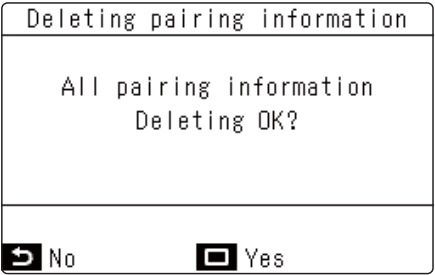 Deleting pairing information
All pairing information
Deleting OK?
No Yes